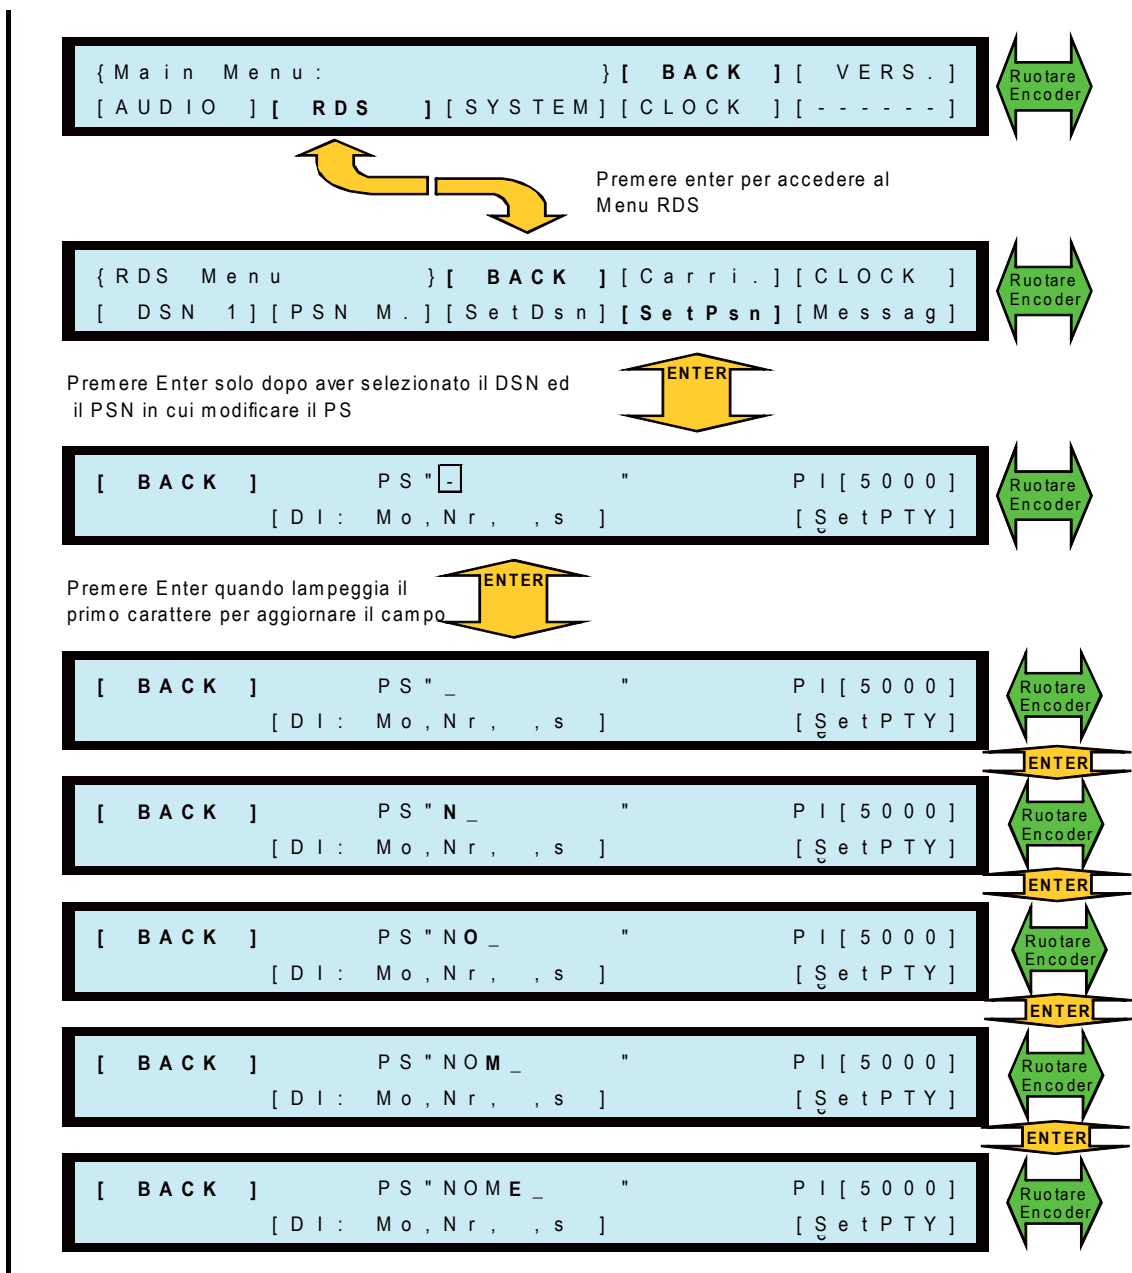 {Main Menu: }[ BACK ][ VERS.]
[AUDIO ][ RDS ][SYSTEM][CLOCK ][------]
Ruotare
Encoder
Premere enter per accedere al
Menu RDS
{RDS Menu }[ BACK ][Carri.][CLOCK ]
[ DSN 1][PSN M.][SetDsn][SetPsn][Messag]
Ruotare
Encoder
Premere Enter solo dopo aver selezionato il DSN ed
il PSN in cui modificare il PS
ENTER
[ BACK ] PS"- " PI[5000]
[DI: Mo,Nr, ,s ] [SetPTY]
Ruotare
Encoder
Premere Enter quando lampeggia il
primo carattere per aggiornare il campo
ENTER
[ BACK ] PS"_ " PI[5000]
[DI: Mo,Nr, ,s ] [SetPTY]
Ruotare
Encoder
ENTER
[ BACK ] PS"N_ " PI[5000]
[DI: Mo,Nr, ,s ] [SetPTY]
Ruotare
Encoder
ENTER
[ BACK ] PS"NO_ " PI[5000]
[DI: Mo,Nr, ,s ] [SetPTY]
Ruotare
Encoder
ENTER
[ BACK ] PS"NOM_ " PI[5000]
[DI: Mo,Nr, ,s ] [SetPTY]
Ruotare
Encoder
ENTER
[ BACK ] PS"NOME_ " PI[5000]
[DI: Mo,Nr, ,s ] [SetPTY]
Ruotare
Encoder